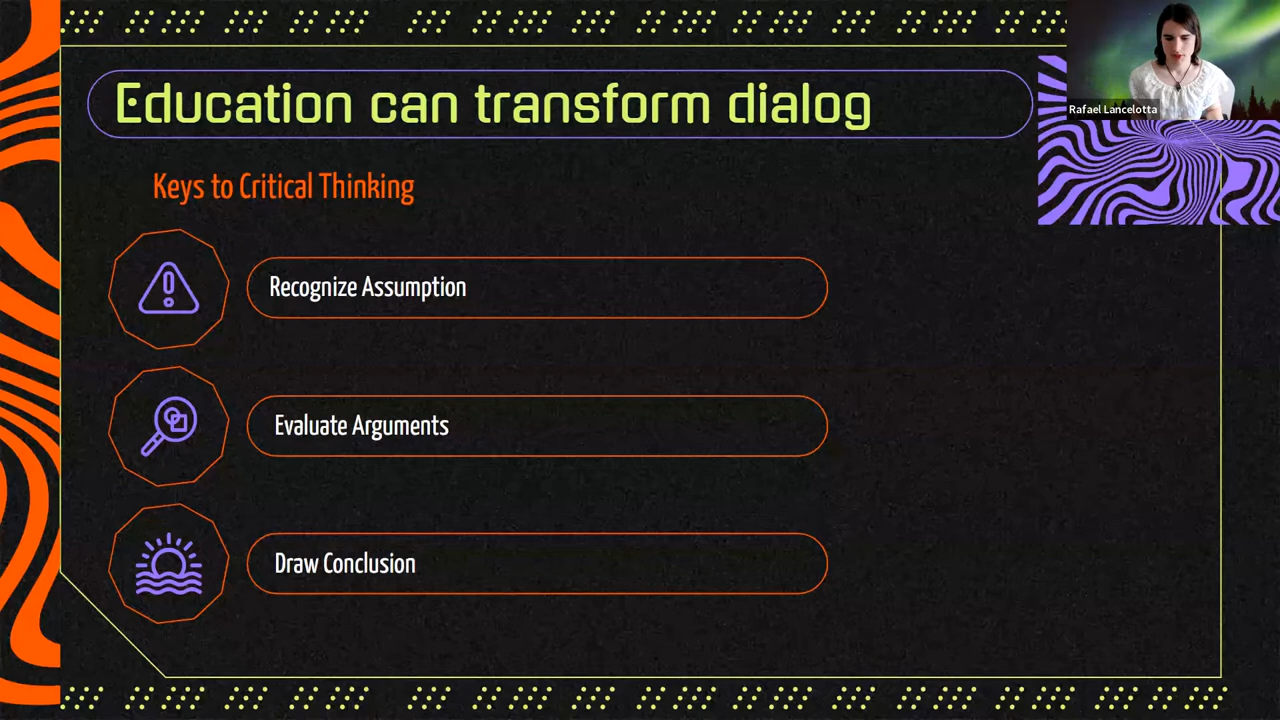 Education can transform dialog
Rafael Lancelotta
Keys to Critical Thinking
Recognize Assumption
Evaluate Arguments
Draw Conclusion